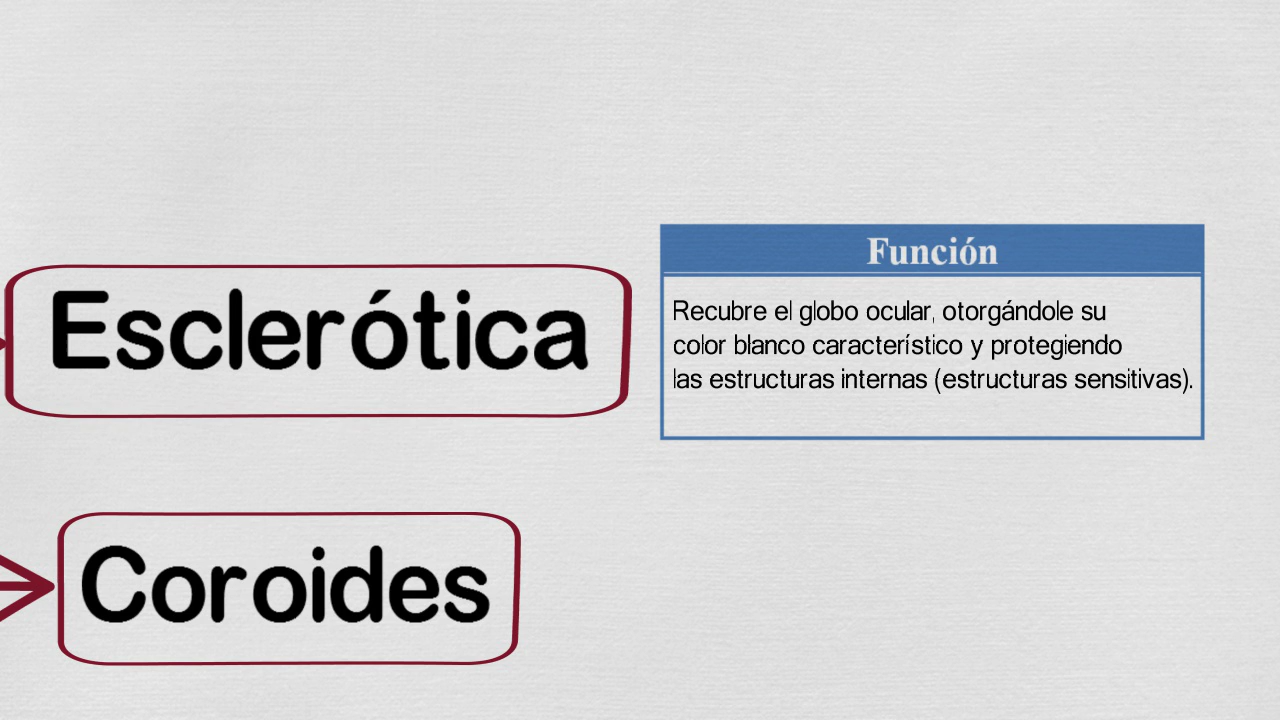 Esclerótica
Función
Recubre el globo ocular, otorgándole su
color blanco característico y protegiendo
las estructuras internas (estructuras sensitivas).
Coroides